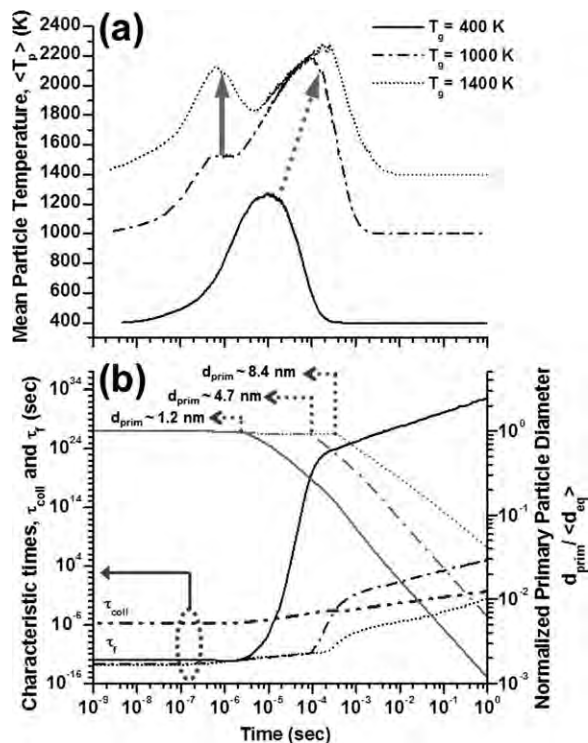 (a)
T_g = 400 K
T_g = 1000 K
T_g = 1400 K
Mean Particle Temperature, <T_p> (K)
2400
2200
2000
1800
1600
1400
1200
1000
800
600
400
(b)
d_prim ~ 8.4 nm
d_prim ~ 4.7 nm
d_prim ~ 1.2 nm
Characteristic times, τ_coll and τ_f (sec)
10^34
10^24
10^14
10^4
10^-6
10^-16
τ_coll
τ_f
10^0
10^-1
10^-2
10^-3
Normalized Primary Particle Diameter
d_prim / <d_eq>
10^-9 10^-8 10^-7 10^-6 10^-5 10^-4 10^-3 10^-2 10^-1 10^0
Time (sec)